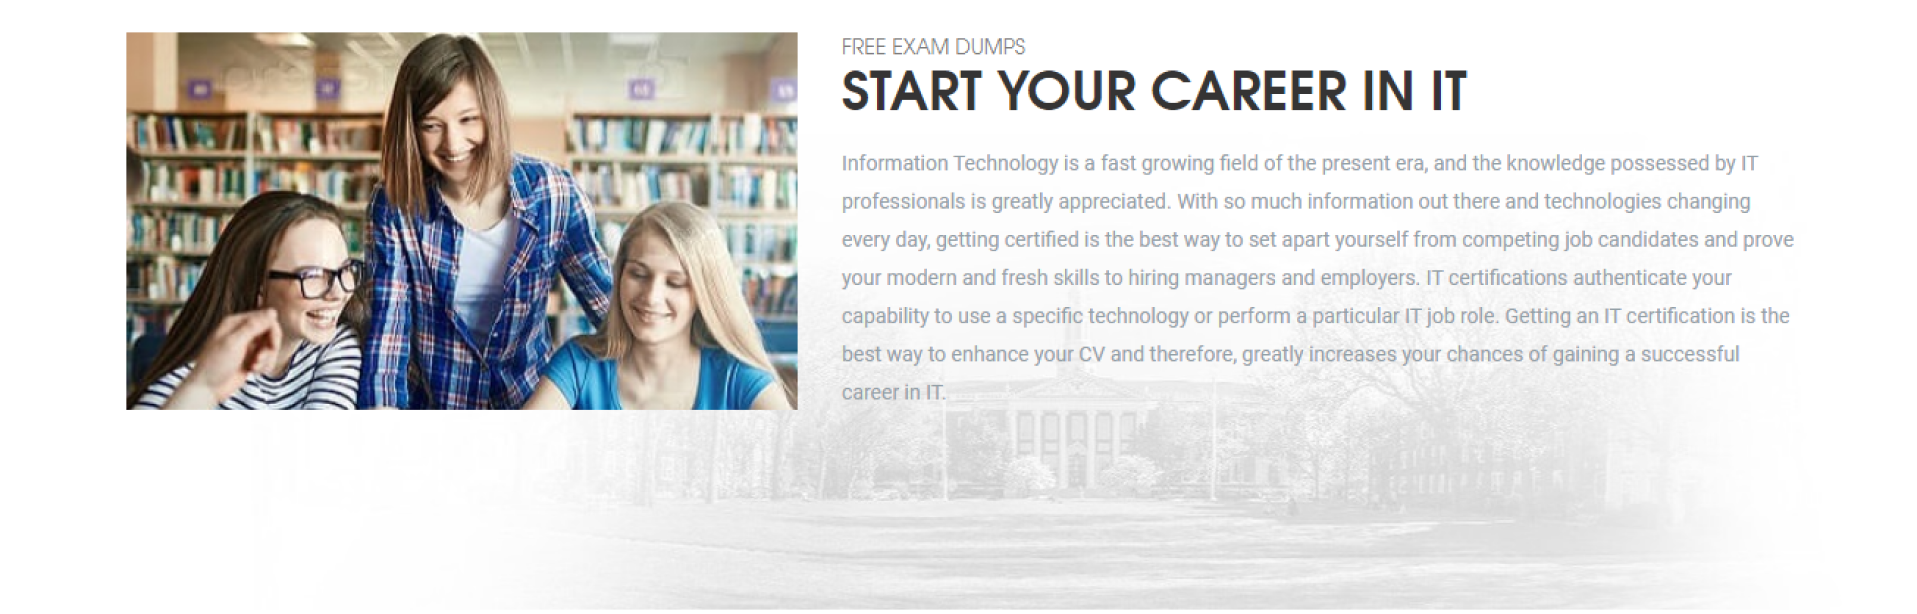 FREE EXAM DUMPS
START YOUR CAREER IN IT
Information Technology is a fast growing field of the present era, and the knowledge possessed by IT
professionals is greatly appreciated. With so much information out there and technologies changing
every day, getting certified is the best way to set apart yourself from competing job candidates and prove
your modern and fresh skills to hiring managers and employers. IT certifications authenticate your
capability to use a specific technology or perform a particular IT job role. Getting an IT certification is the
best way to enhance your CV and therefore, greatly increases your chances of gaining a successful
career in IT.